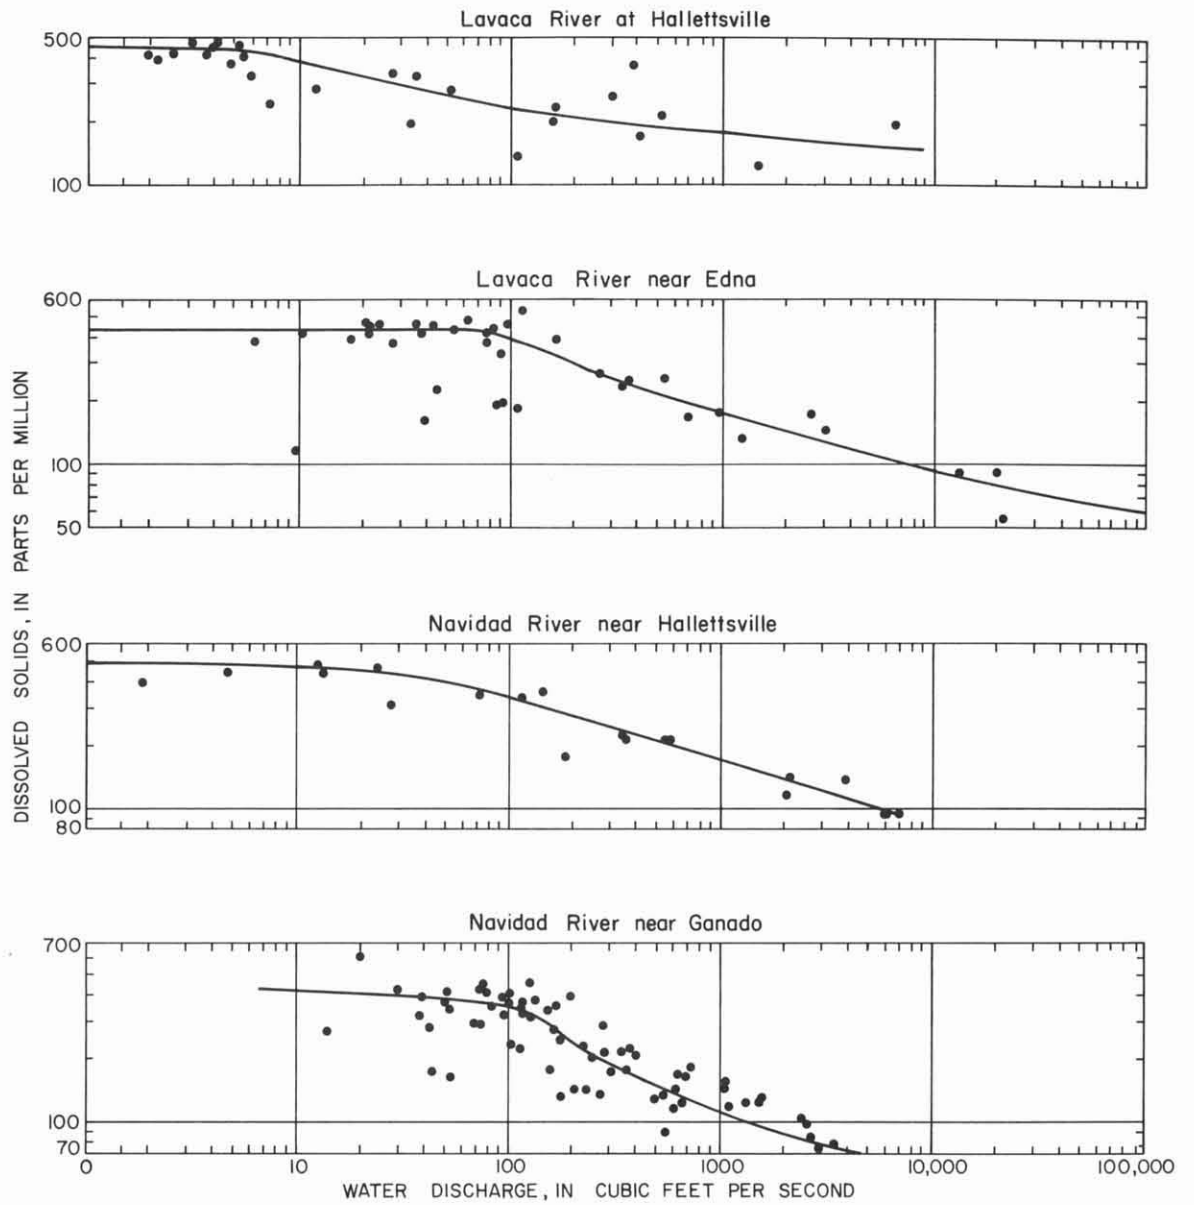 Lavaca River at Hallettsville
500
100
Lavaca River near Edna
600
100
50
DISSOLVED SOLIDS, IN PARTS PER MILLION
Navidad River near Hallettsville
600
100
80
Navidad River near Ganado
700
100
70
0 10 100 1000 10,000 100,000
WATER DISCHARGE, IN CUBIC FEET PER SECOND